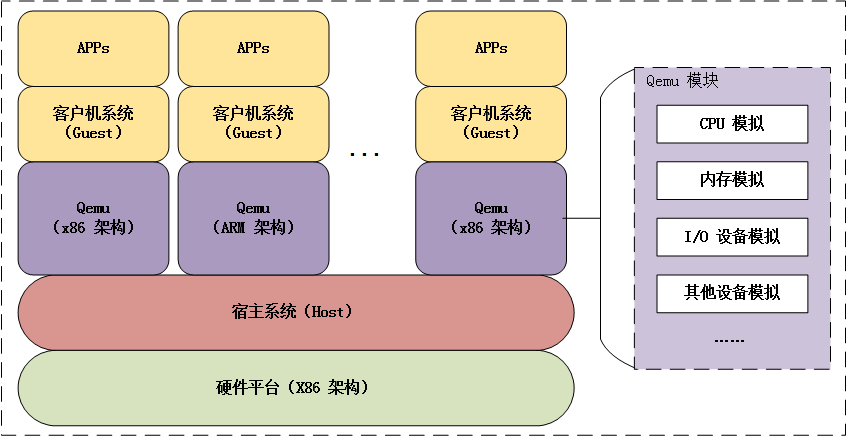 APPs
APPs
APPs
客户机系统
（Guest）
客户机系统
（Guest）
客户机系统
（Guest）
...
Qemu
（x86 架构）
Qemu
（ARM 架构）
Qemu
（x86 架构）
宿主系统（Host）
硬件平台（X86 架构）
Qemu 模块
CPU 模拟
内存模拟
I/O 设备模拟
其他设备模拟
......